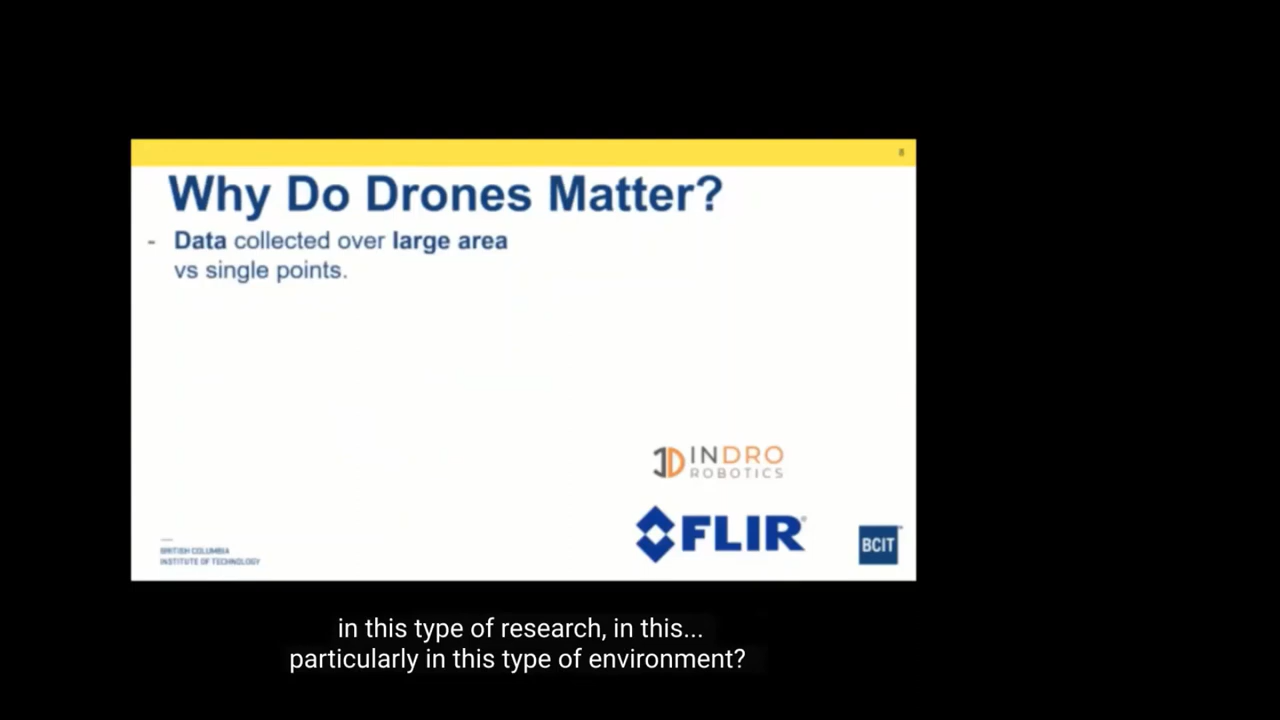 8
Why Do Drones Matter?
- Data collected over large area
vs single points.
INDRO
ROBOTICS
FLIR
BRITISH COLUMBIA
INSTITUTE OF TECHNOLOGY
BCIT
in this type of research, in this...
particularly in this type of environment?